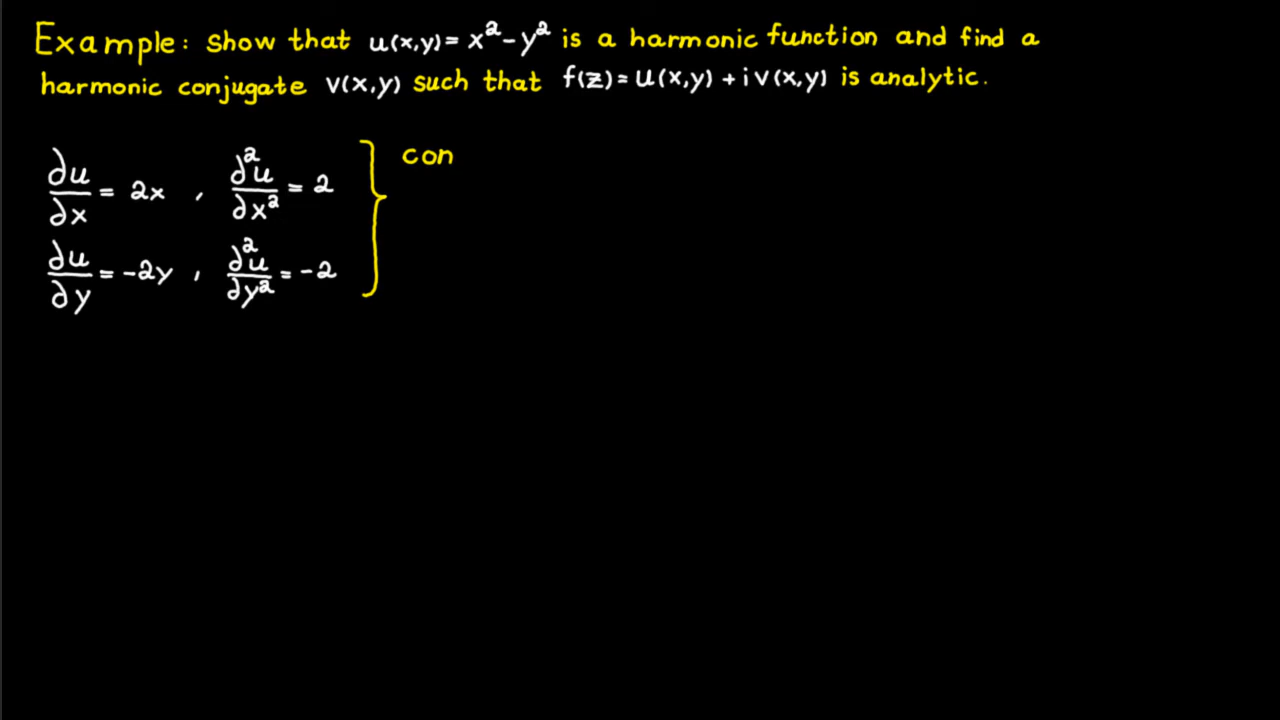 Example: Show that u(x,y) = x² - y² is a harmonic function and find a
harmonic conjugate v(x,y) such that f(z) = u(x,y) + i v(x,y) is analytic.
∂u/∂x = 2x , ∂²u/∂x² = 2 } con
∂u/∂y = -2y , ∂²u/∂y² = -2